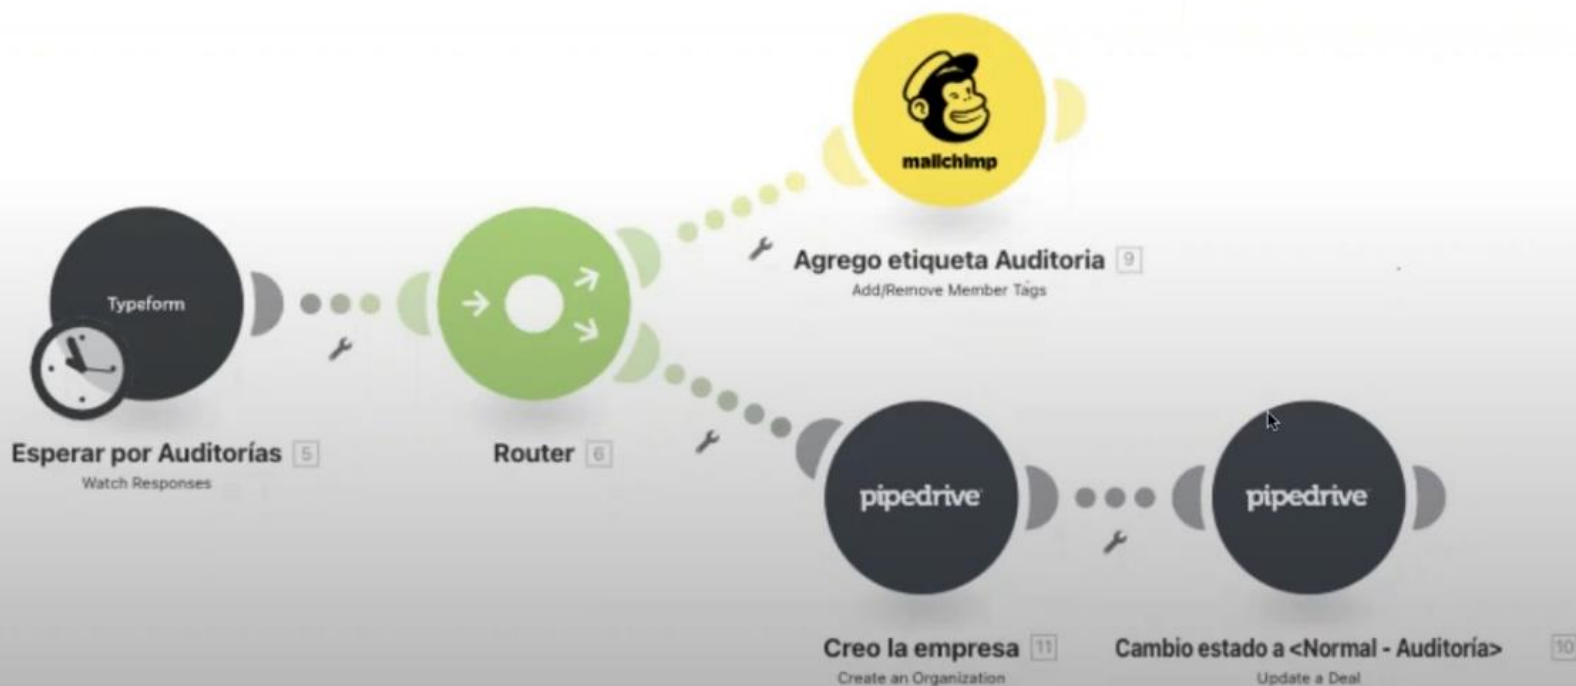 mailchimp
Agrego etiqueta Auditoria 9
Add/Remove Member Tags
Typeform
Esperar por Auditorías 5
Watch Responses
Router 6
pipedrive
Creo la empresa 11
Create an Organization
pipedrive
Cambio estado a <Normal - Auditoría> 10
Update a Deal